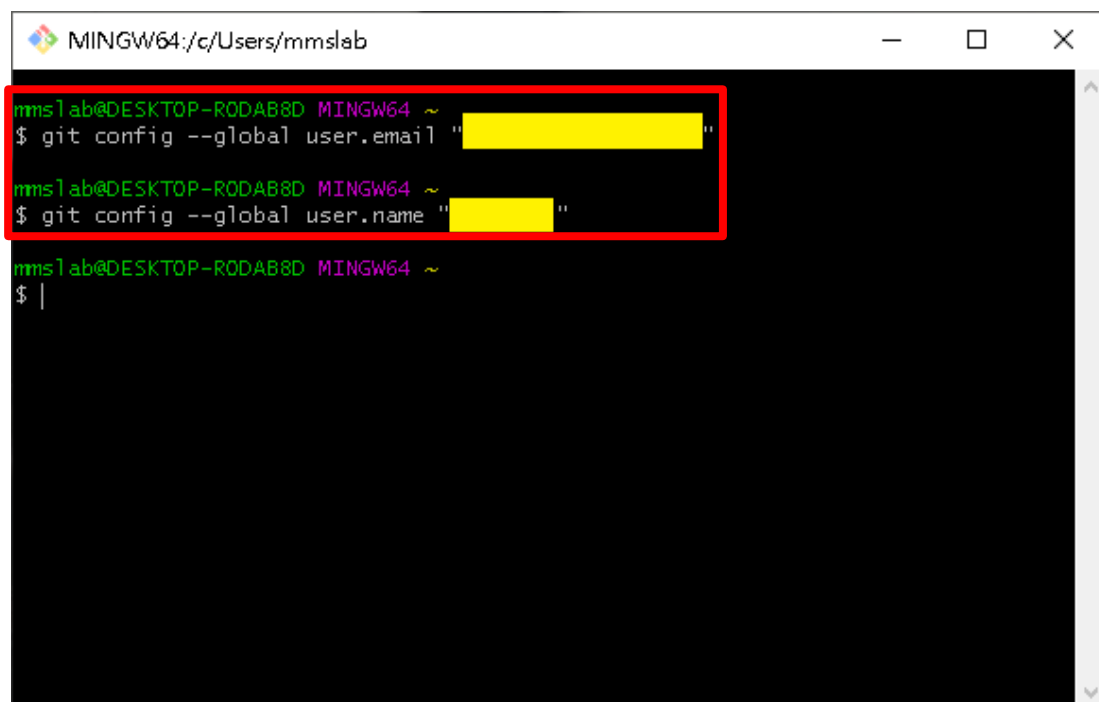 MINGW64:/c/Users/mmslab
mmslab@DESKTOP-RODAB8D MINGW64 ~
$ git config --global user.email " "
mmslab@DESKTOP-RODAB8D MINGW64 ~
$ git config --global user.name " "
mmslab@DESKTOP-RODAB8D MINGW64 ~
$